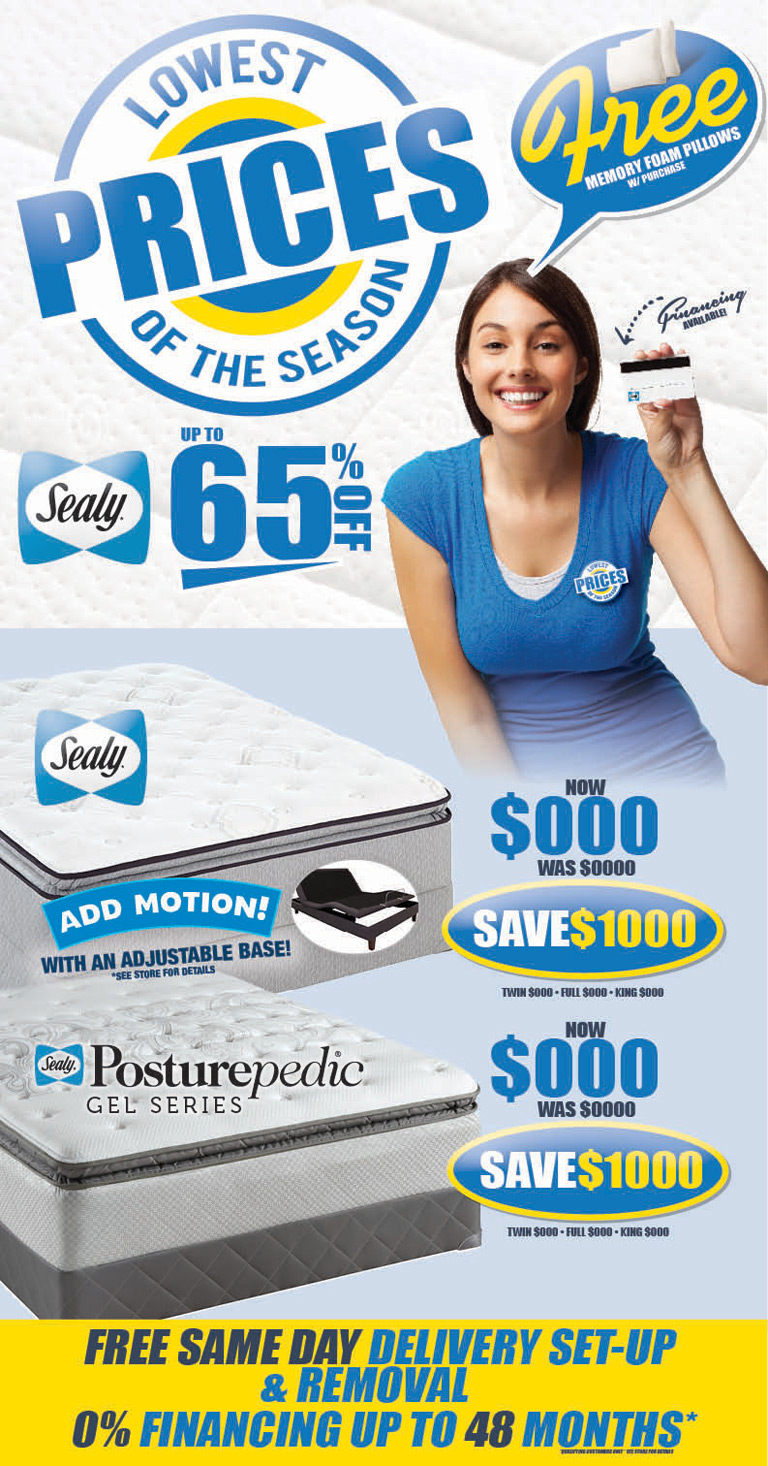 LOWEST
PRICES
OF THE SEASON
Free
MEMORY FOAM PILLOWS
W/ PURCHASE
Financing
AVAILABLE!
UP TO
65% OFF
Sealy
LOWEST
PRICES
OF THE SEASON
Sealy
NOW
$000
WAS $0000
SAVE $1000
TWIN $000 • FULL $000 • KING $000
ADD MOTION!
WITH AN ADJUSTABLE BASE!
*SEE STORE FOR DETAILS
Sealy
Posturepedic®
GEL SERIES
NOW
$000
WAS $0000
SAVE $1000
TWIN $000 • FULL $000 • KING $000
FREE SAME DAY DELIVERY SET-UP
& REMOVAL
0% FINANCING UP TO 48 MONTHS*